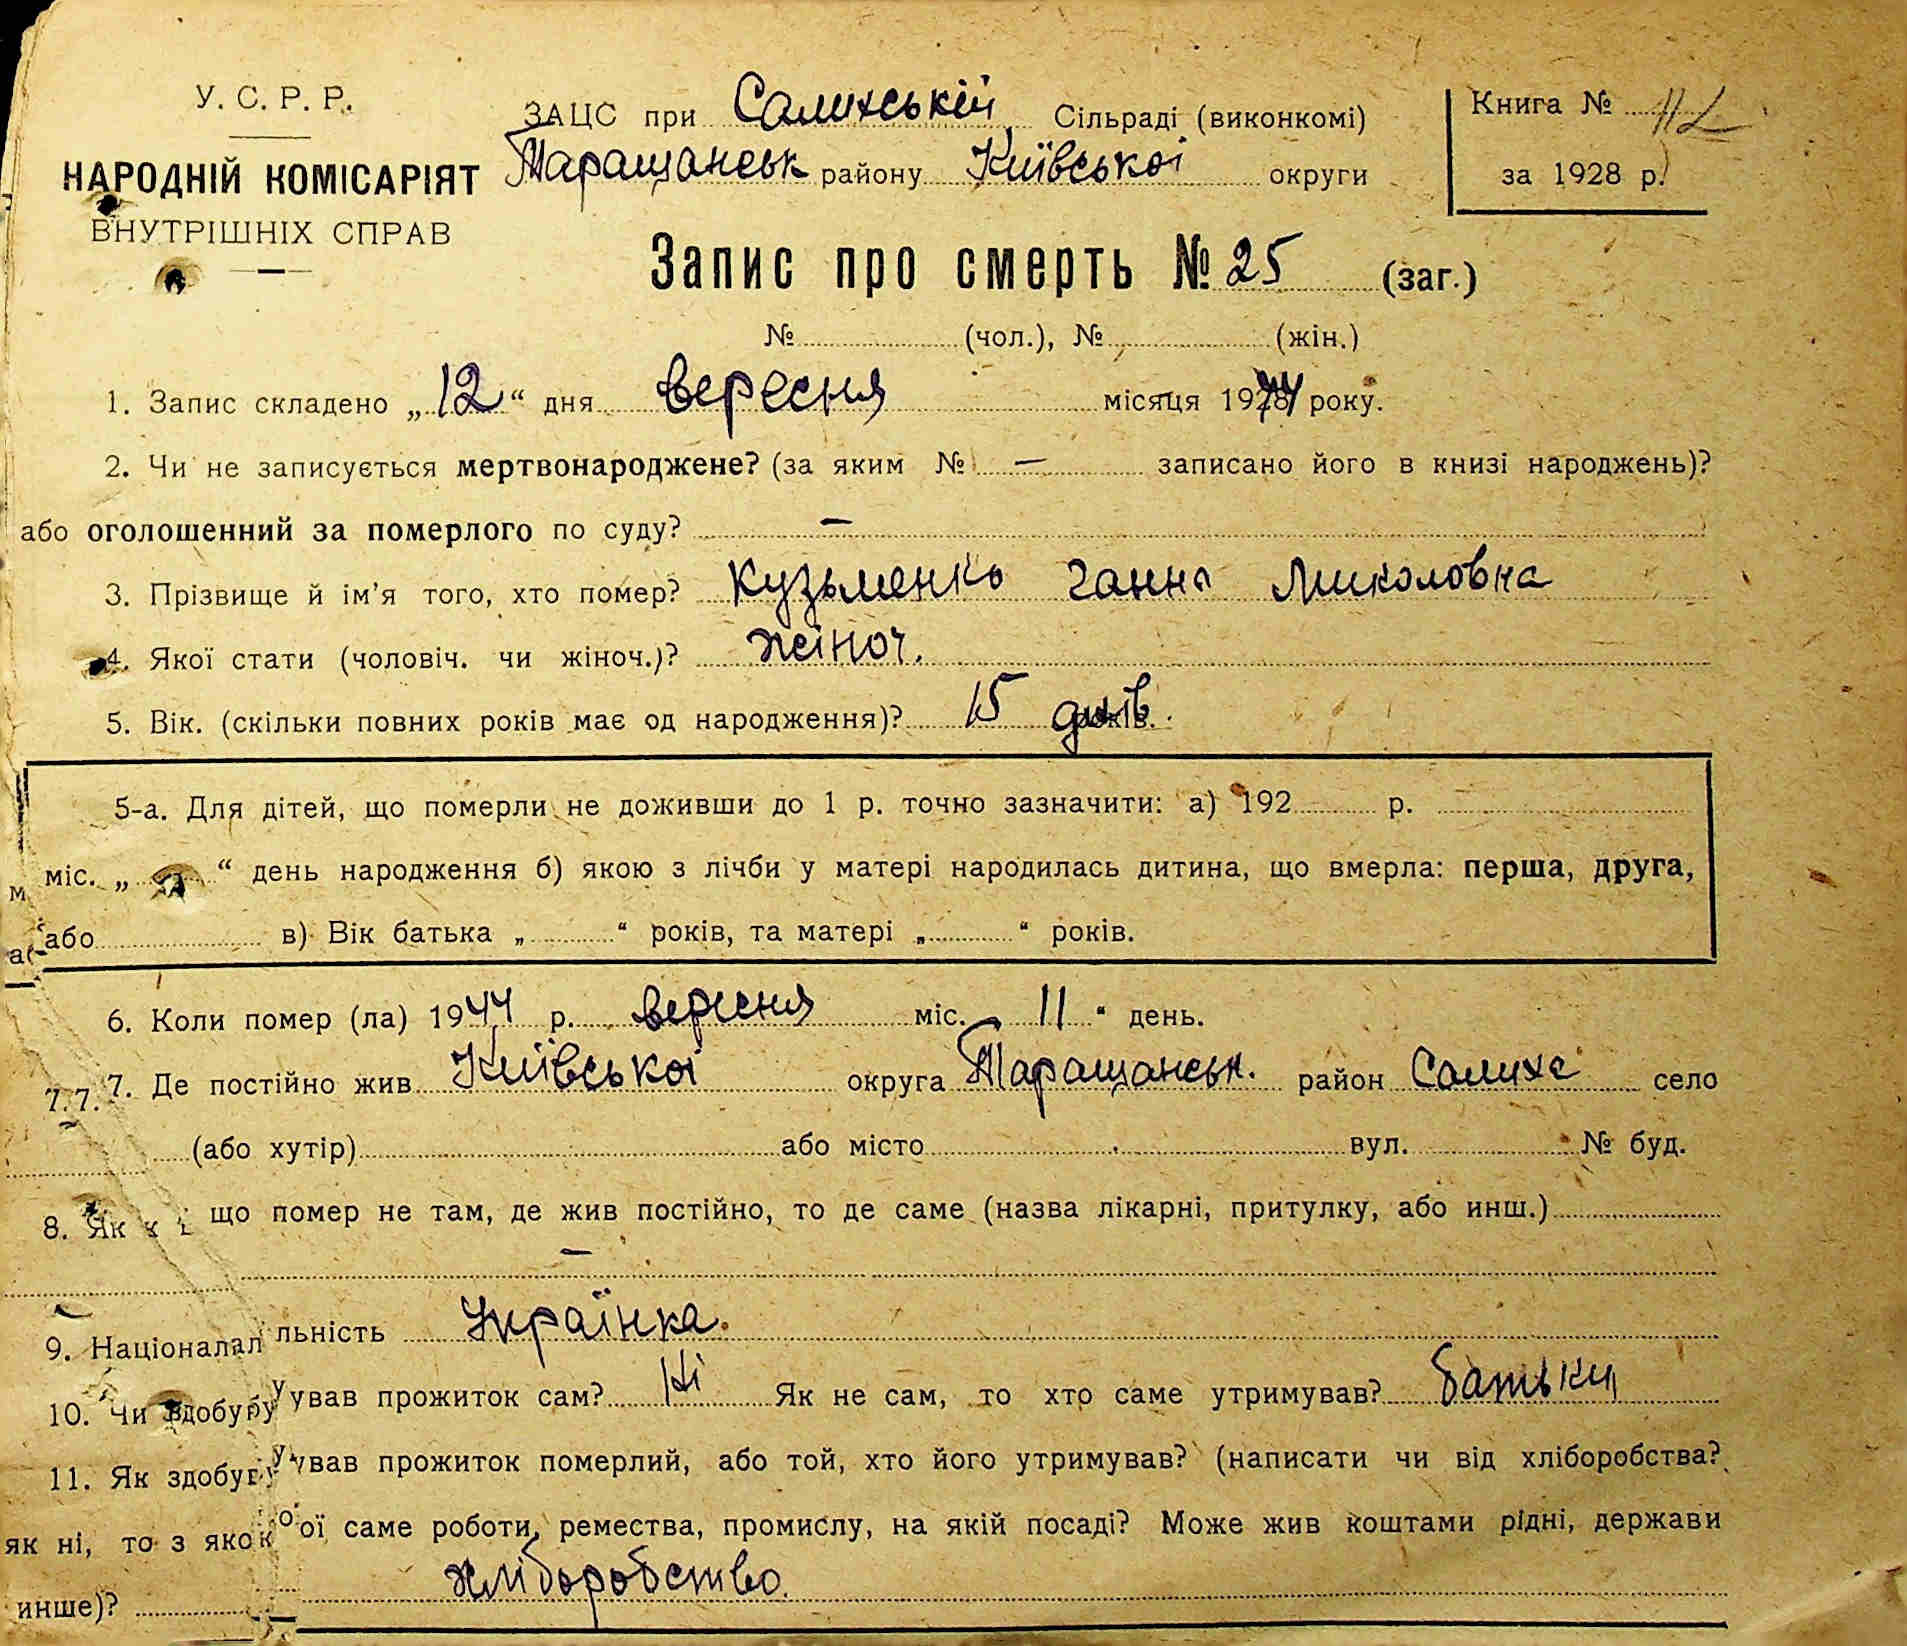 У. С. Р. Р.
НАРОДНІЙ КОМІСАРІЯТ
ВНУТРІШНІХ СПРАВ
ЗАЦС при Салихській Сільраді (виконкомі)
Таращанськ району Київської округи
Книга № 112
за 1928 р.
Запис про смерть № 25 (заг.)
№ (чол.), № (жін.)
1. Запис складено „12“ дня вересня місяця 1944 року.
2. Чи не записується мертвонароджене? (за яким № — записано його в книзі народжень)?
або оголошенний за померлого по суду? —
3. Прізвище й ім’я того, хто помер? Кузьменко Ганна Миколовна
4. Якої стати (чоловіч. чи жіноч.)? жіноч.
5. Вік. (скільки повних років має од народження)? 15 днів років.
5-а. Для дітей, що померли не доживши до 1 р. точно зазначити: а) 192 р.
міс. „ “ день народження б) якою з лічби у матері народилась дитина, що вмерла: перша, друга,
або в) Вік батька „ “ років, та матері „ “ років.
6. Коли помер (ла) 1944 р. вересня міс. „11“ день.
7. Де постійно жив Київської округа Таращанськ. район Салиха село
(або хутір) або місто вул. № буд.
8. Як що помер не там, де жив постійно, то де саме (назва лікарні, притулку, або инш.)
—
9. Національність Українка.
10. Чи здобував прожиток сам? Ні Як не сам, то хто саме утримував? батьки
11. Як здобував прожиток померлий, або той, хто його утримував? (написати чи від хліборобства?
як ні, то з якої саме роботи, ремества, промислу, на якій посаді? Може жив коштами рідні, держави
инше)? хліборобство.